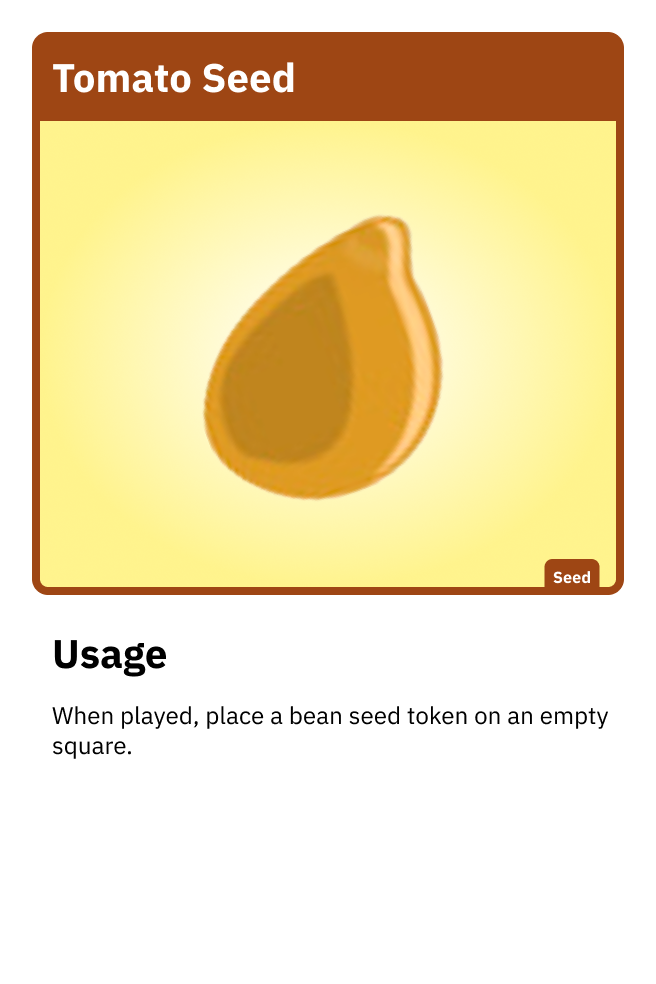 Tomato Seed
Seed
Usage
When played, place a bean seed token on an empty
square.